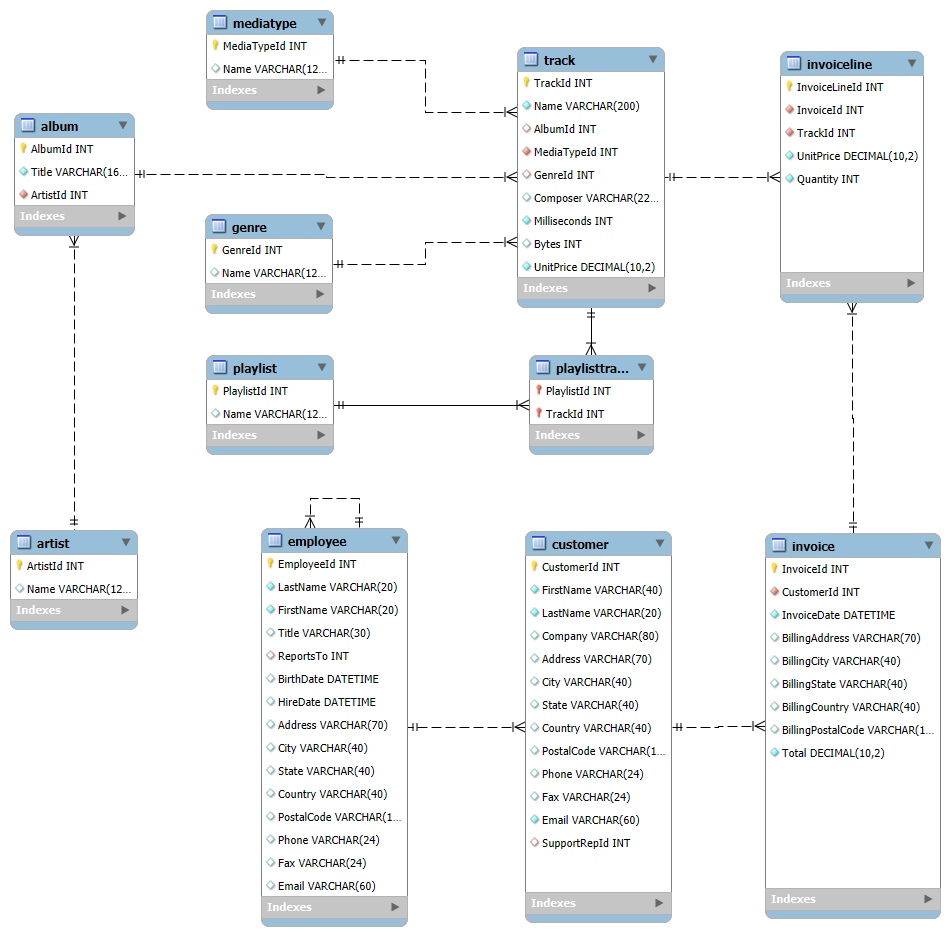 mediatype
MediaTypeId INT
Name VARCHAR(12...
Indexes
track
TrackId INT
Name VARCHAR(200)
AlbumId INT
MediaTypeId INT
GenreId INT
Composer VARCHAR(22...
Milliseconds INT
Bytes INT
UnitPrice DECIMAL(10,2)
Indexes
invoiceline
InvoiceLineId INT
InvoiceId INT
TrackId INT
UnitPrice DECIMAL(10,2)
Quantity INT
Indexes
album
AlbumId INT
Title VARCHAR(16...
ArtistId INT
Indexes
genre
GenreId INT
Name VARCHAR(12...
Indexes
playlist
PlaylistId INT
Name VARCHAR(12...
Indexes
playlisttra...
PlaylistId INT
TrackId INT
Indexes
artist
ArtistId INT
Name VARCHAR(12...
Indexes
employee
EmployeeId INT
LastName VARCHAR(20)
FirstName VARCHAR(20)
Title VARCHAR(30)
ReportsTo INT
BirthDate DATETIME
HireDate DATETIME
Address VARCHAR(70)
City VARCHAR(40)
State VARCHAR(40)
Country VARCHAR(40)
PostalCode VARCHAR(1...
Phone VARCHAR(24)
Fax VARCHAR(24)
Email VARCHAR(60)
Indexes
customer
CustomerId INT
FirstName VARCHAR(40)
LastName VARCHAR(20)
Company VARCHAR(80)
Address VARCHAR(70)
City VARCHAR(40)
State VARCHAR(40)
Country VARCHAR(40)
PostalCode VARCHAR(1...
Phone VARCHAR(24)
Fax VARCHAR(24)
Email VARCHAR(60)
SupportRepId INT
Indexes
invoice
InvoiceId INT
CustomerId INT
InvoiceDate DATETIME
BillingAddress VARCHAR(70)
BillingCity VARCHAR(40)
BillingState VARCHAR(40)
BillingCountry VARCHAR(40)
BillingPostalCode VARCHAR(1...
Total DECIMAL(10,2)
Indexes